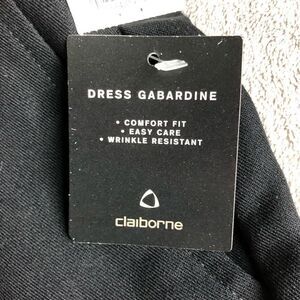 DRESS GABARDINE
• COMFORT FIT
• EASY CARE
• WRINKLE RESISTANT
claiborne